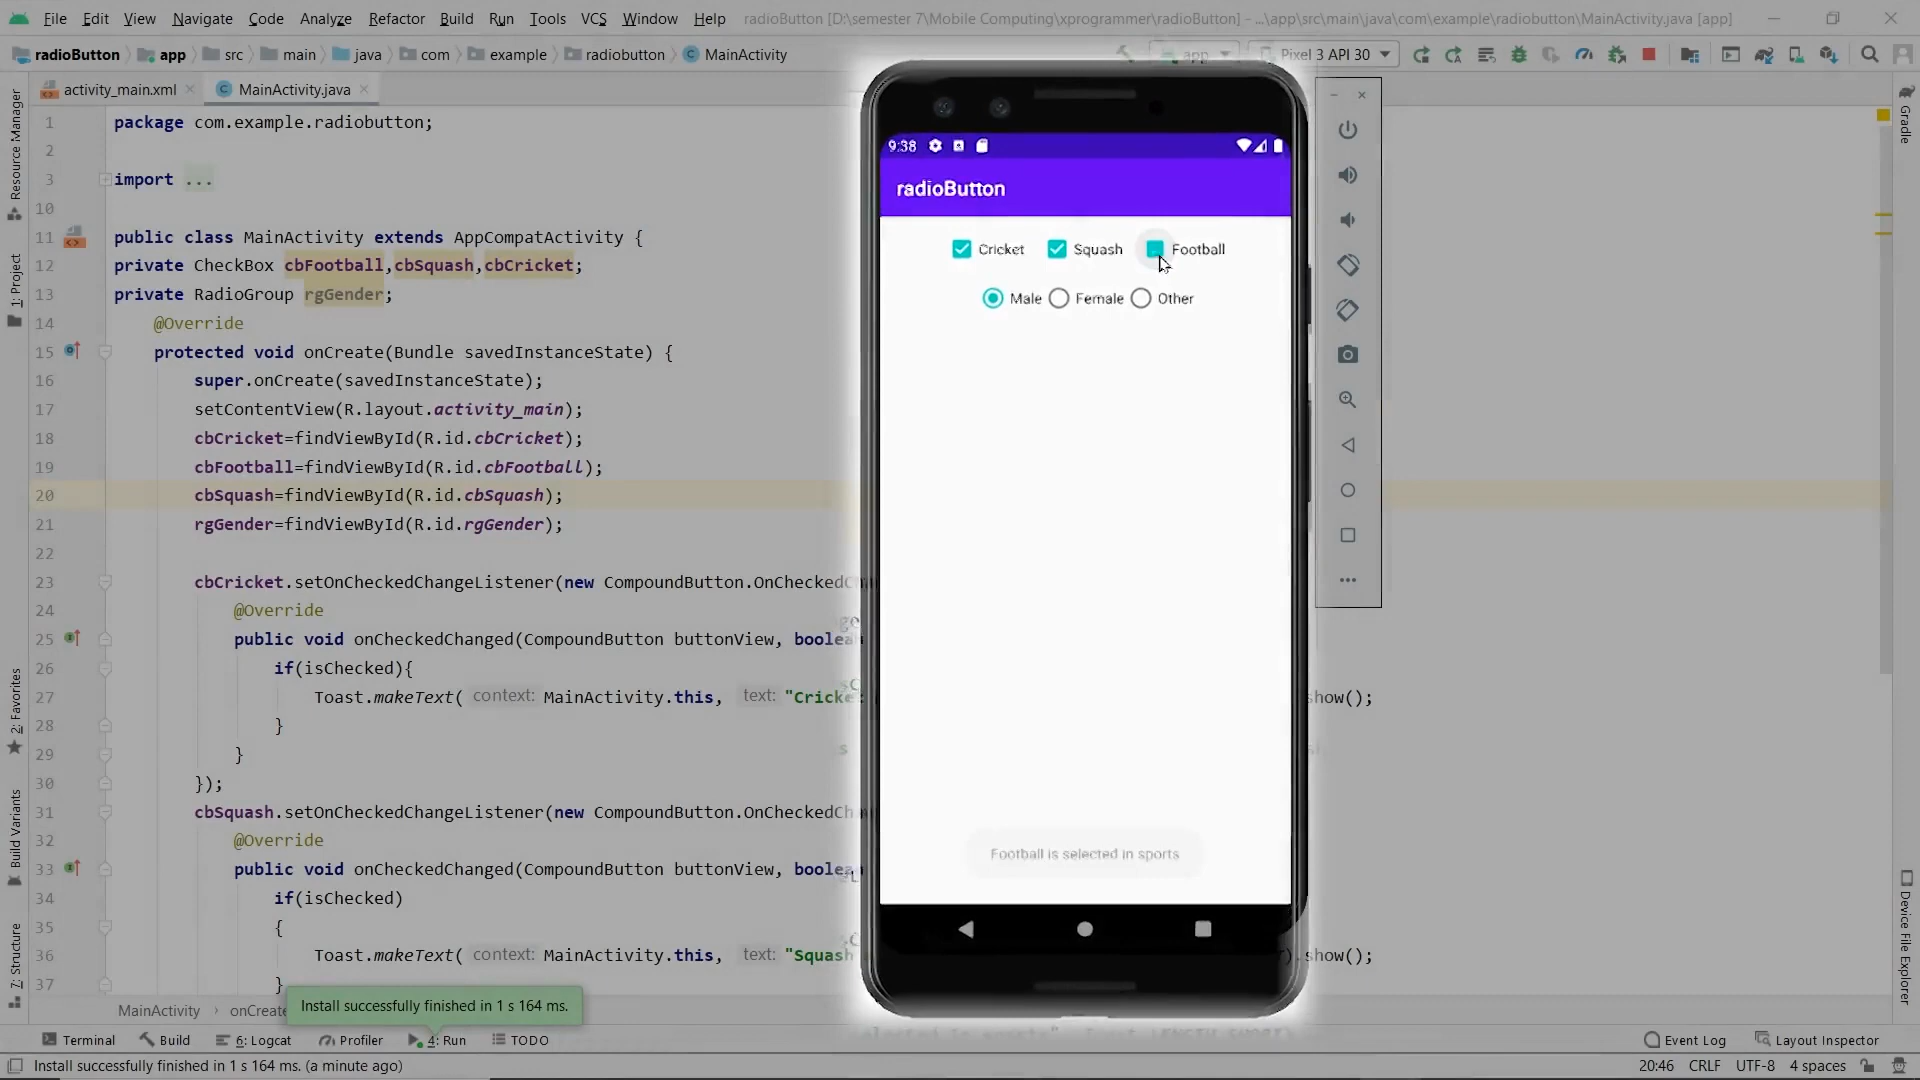 File Edit View Navigate Code Analyze Refactor Build Run Tools VCS Window Help radioButton [D:\semester 7\Mobile Computing\xprogrammer\radioButton] - ...\app\src\main\java\com\example\radiobutton\MainActivity.java [app]
radioButton app src main java com example radiobutton MainActivity app Pixel 3 API 30
activity_main.xml MainActivity.java
Resource Manager
1: Project
2: Favorites
Build Variants
7: Structure
Gradle
Device File Explorer
1 package com.example.radiobutton;
2
3 import ...
10
11 public class MainActivity extends AppCompatActivity {
12 private CheckBox cbFootball,cbSquash,cbCricket;
13 private RadioGroup rgGender;
14 @Override
15 protected void onCreate(Bundle savedInstanceState) {
16 super.onCreate(savedInstanceState);
17 setContentView(R.layout.activity_main);
18 cbCricket=findViewById(R.id.cbCricket);
19 cbFootball=findViewById(R.id.cbFootball);
20 cbSquash=findViewById(R.id.cbSquash);
21 rgGender=findViewById(R.id.rgGender);
22
23 cbCricket.setOnCheckedChangeListener(new CompoundButton.OnCheckedC
24 @Override
25 public void onCheckedChanged(CompoundButton buttonView, boolea
26 if(isChecked){
27 Toast.makeText( context: MainActivity.this, text: "Cricke show();
28 }
29 }
30 });
31 cbSquash.setOnCheckedChangeListener(new CompoundButton.OnCheckedC
32 @Override
33 public void onCheckedChanged(CompoundButton buttonView, boolea
34 if(isChecked)
35 {
36 Toast.makeText( context: MainActivity.this, text: "Squash ).show();
37 }
9:38
radioButton
Cricket Squash Football
Male Female Other
Football is selected in sports
MainActivity › onCreate
Install successfully finished in 1 s 164 ms.
Terminal Build 6: Logcat Profiler 4: Run TODO Event Log Layout Inspector
Install successfully finished in 1 s 164 ms. (a minute ago) 20:46 CRLF UTF-8 4 spaces